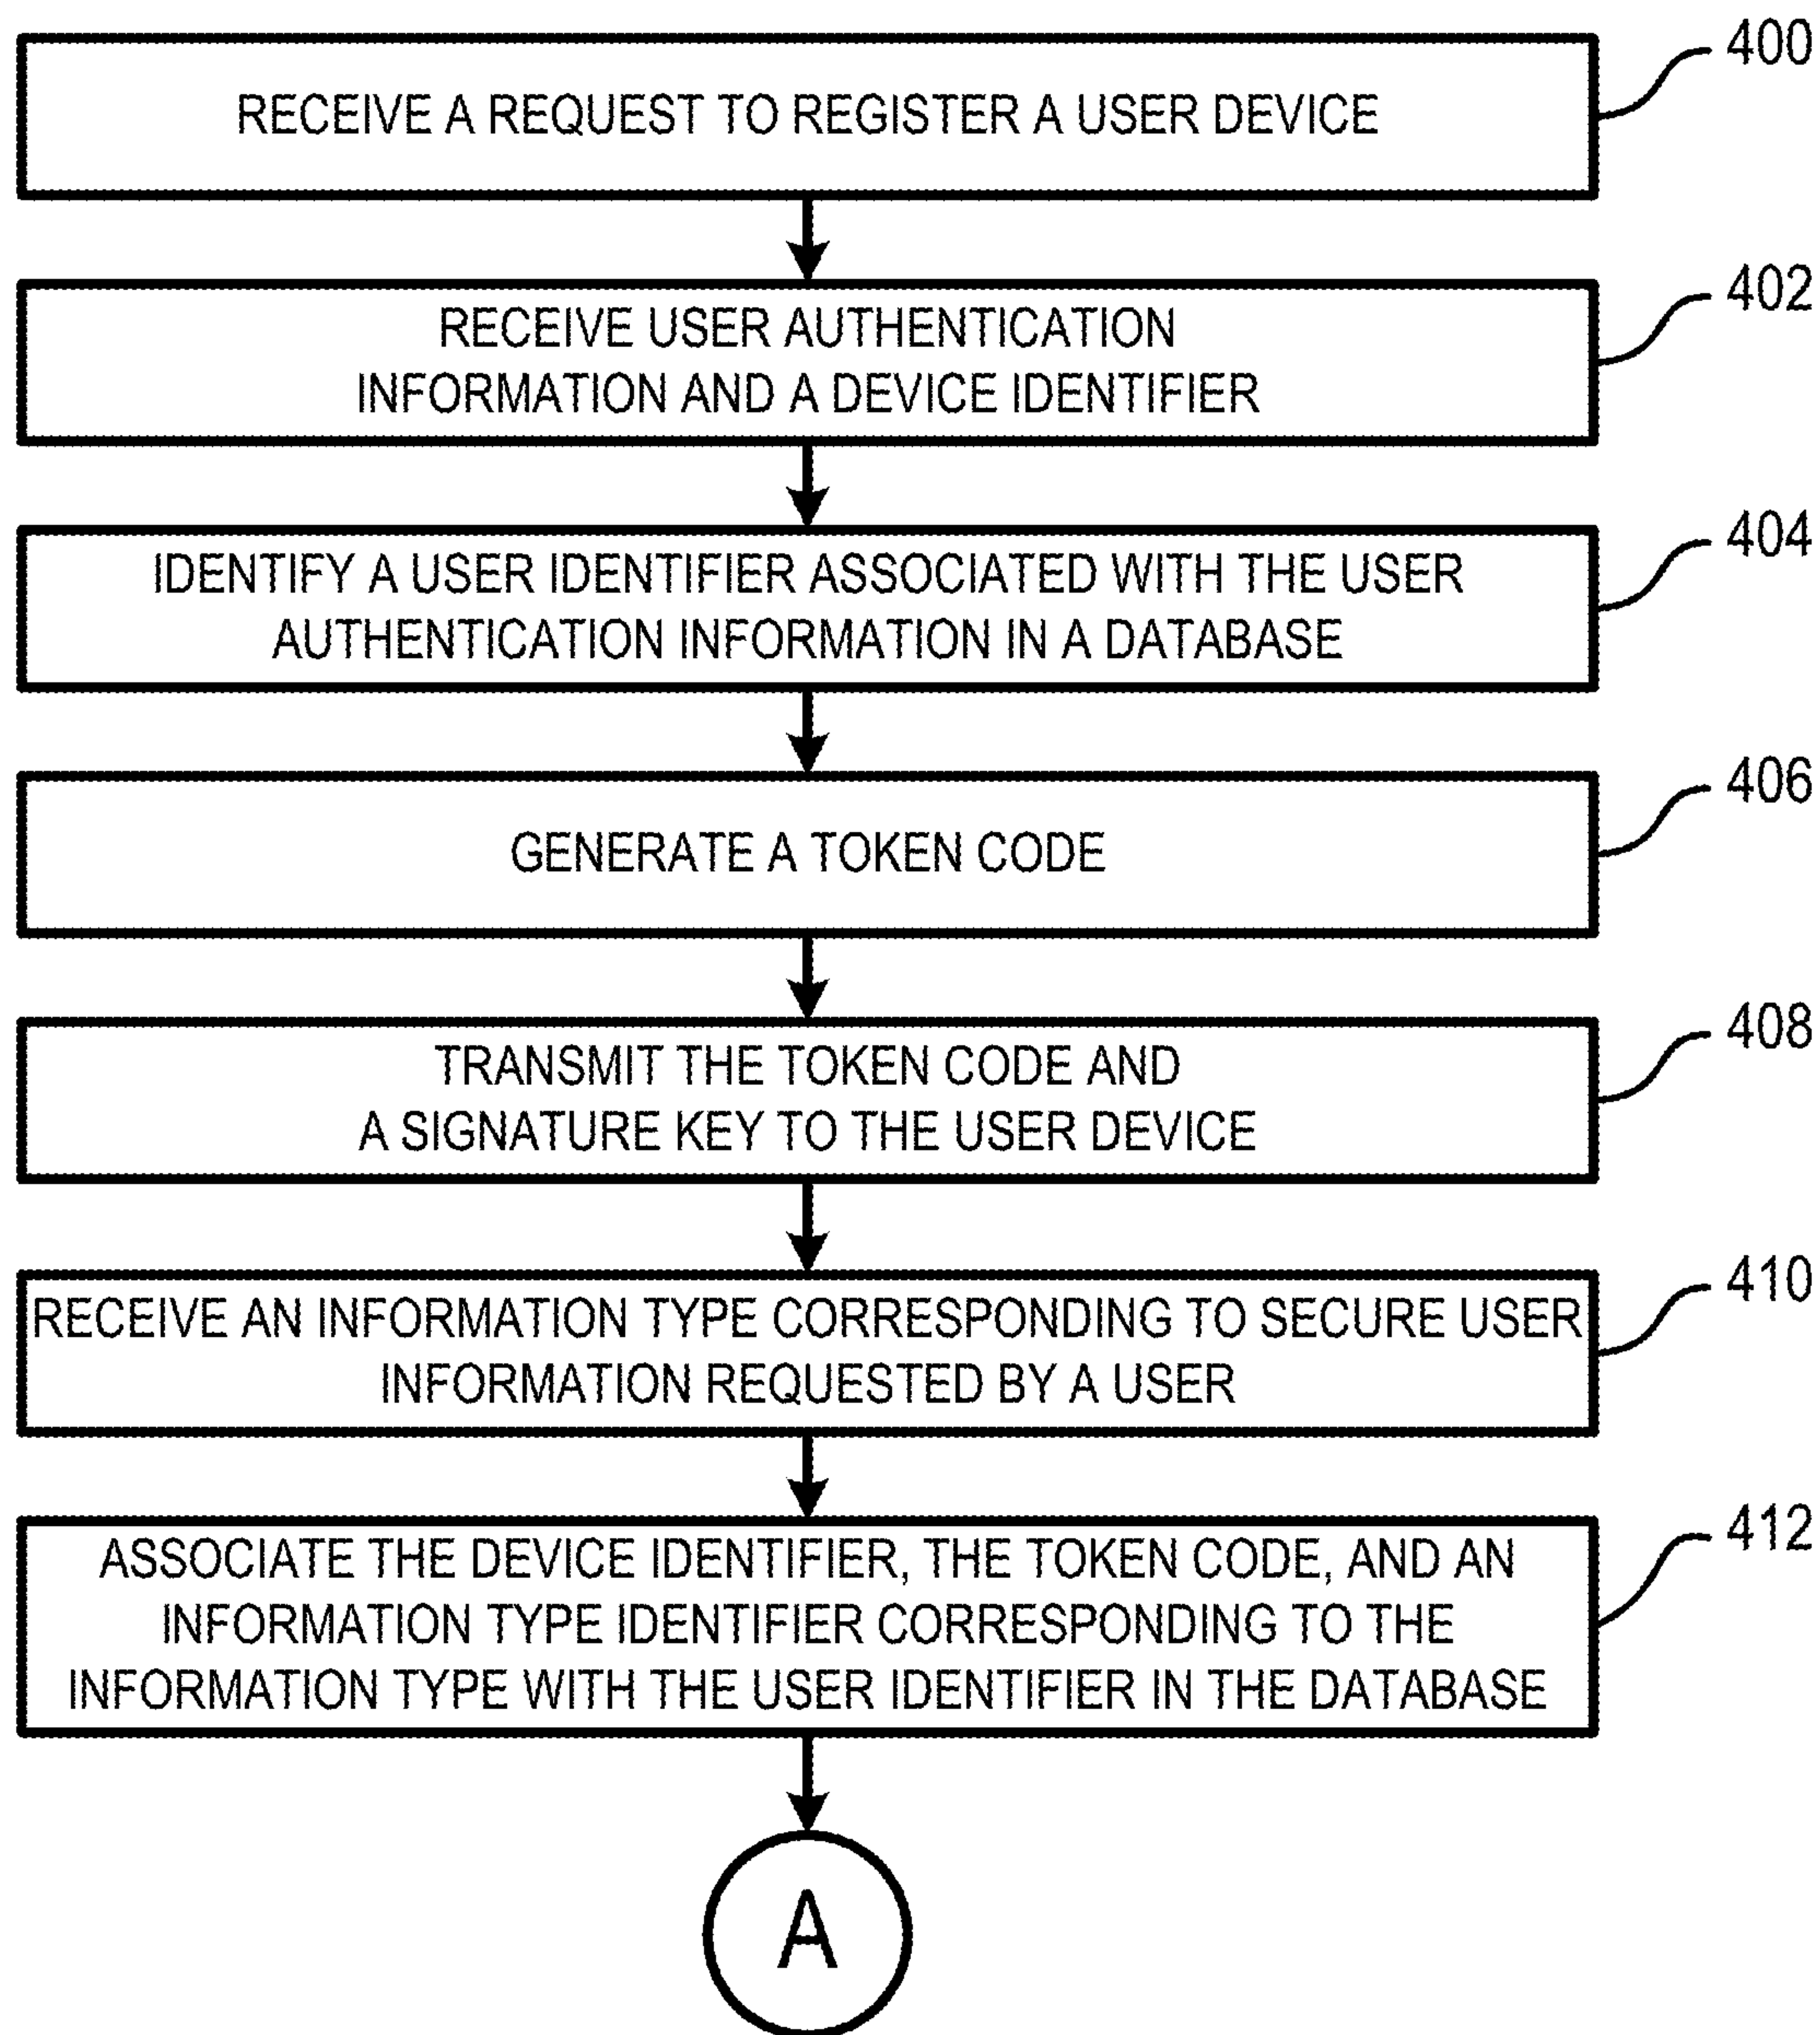 RECEIVE A REQUEST TO REGISTER A USER DEVICE
400
RECEIVE USER AUTHENTICATION
INFORMATION AND A DEVICE IDENTIFIER
402
IDENTIFY A USER IDENTIFIER ASSOCIATED WITH THE USER
AUTHENTICATION INFORMATION IN A DATABASE
404
GENERATE A TOKEN CODE
406
TRANSMIT THE TOKEN CODE AND
A SIGNATURE KEY TO THE USER DEVICE
408
RECEIVE AN INFORMATION TYPE CORRESPONDING TO SECURE USER
INFORMATION REQUESTED BY A USER
410
ASSOCIATE THE DEVICE IDENTIFIER, THE TOKEN CODE, AND AN
INFORMATION TYPE IDENTIFIER CORRESPONDING TO THE
INFORMATION TYPE WITH THE USER IDENTIFIER IN THE DATABASE
412
A